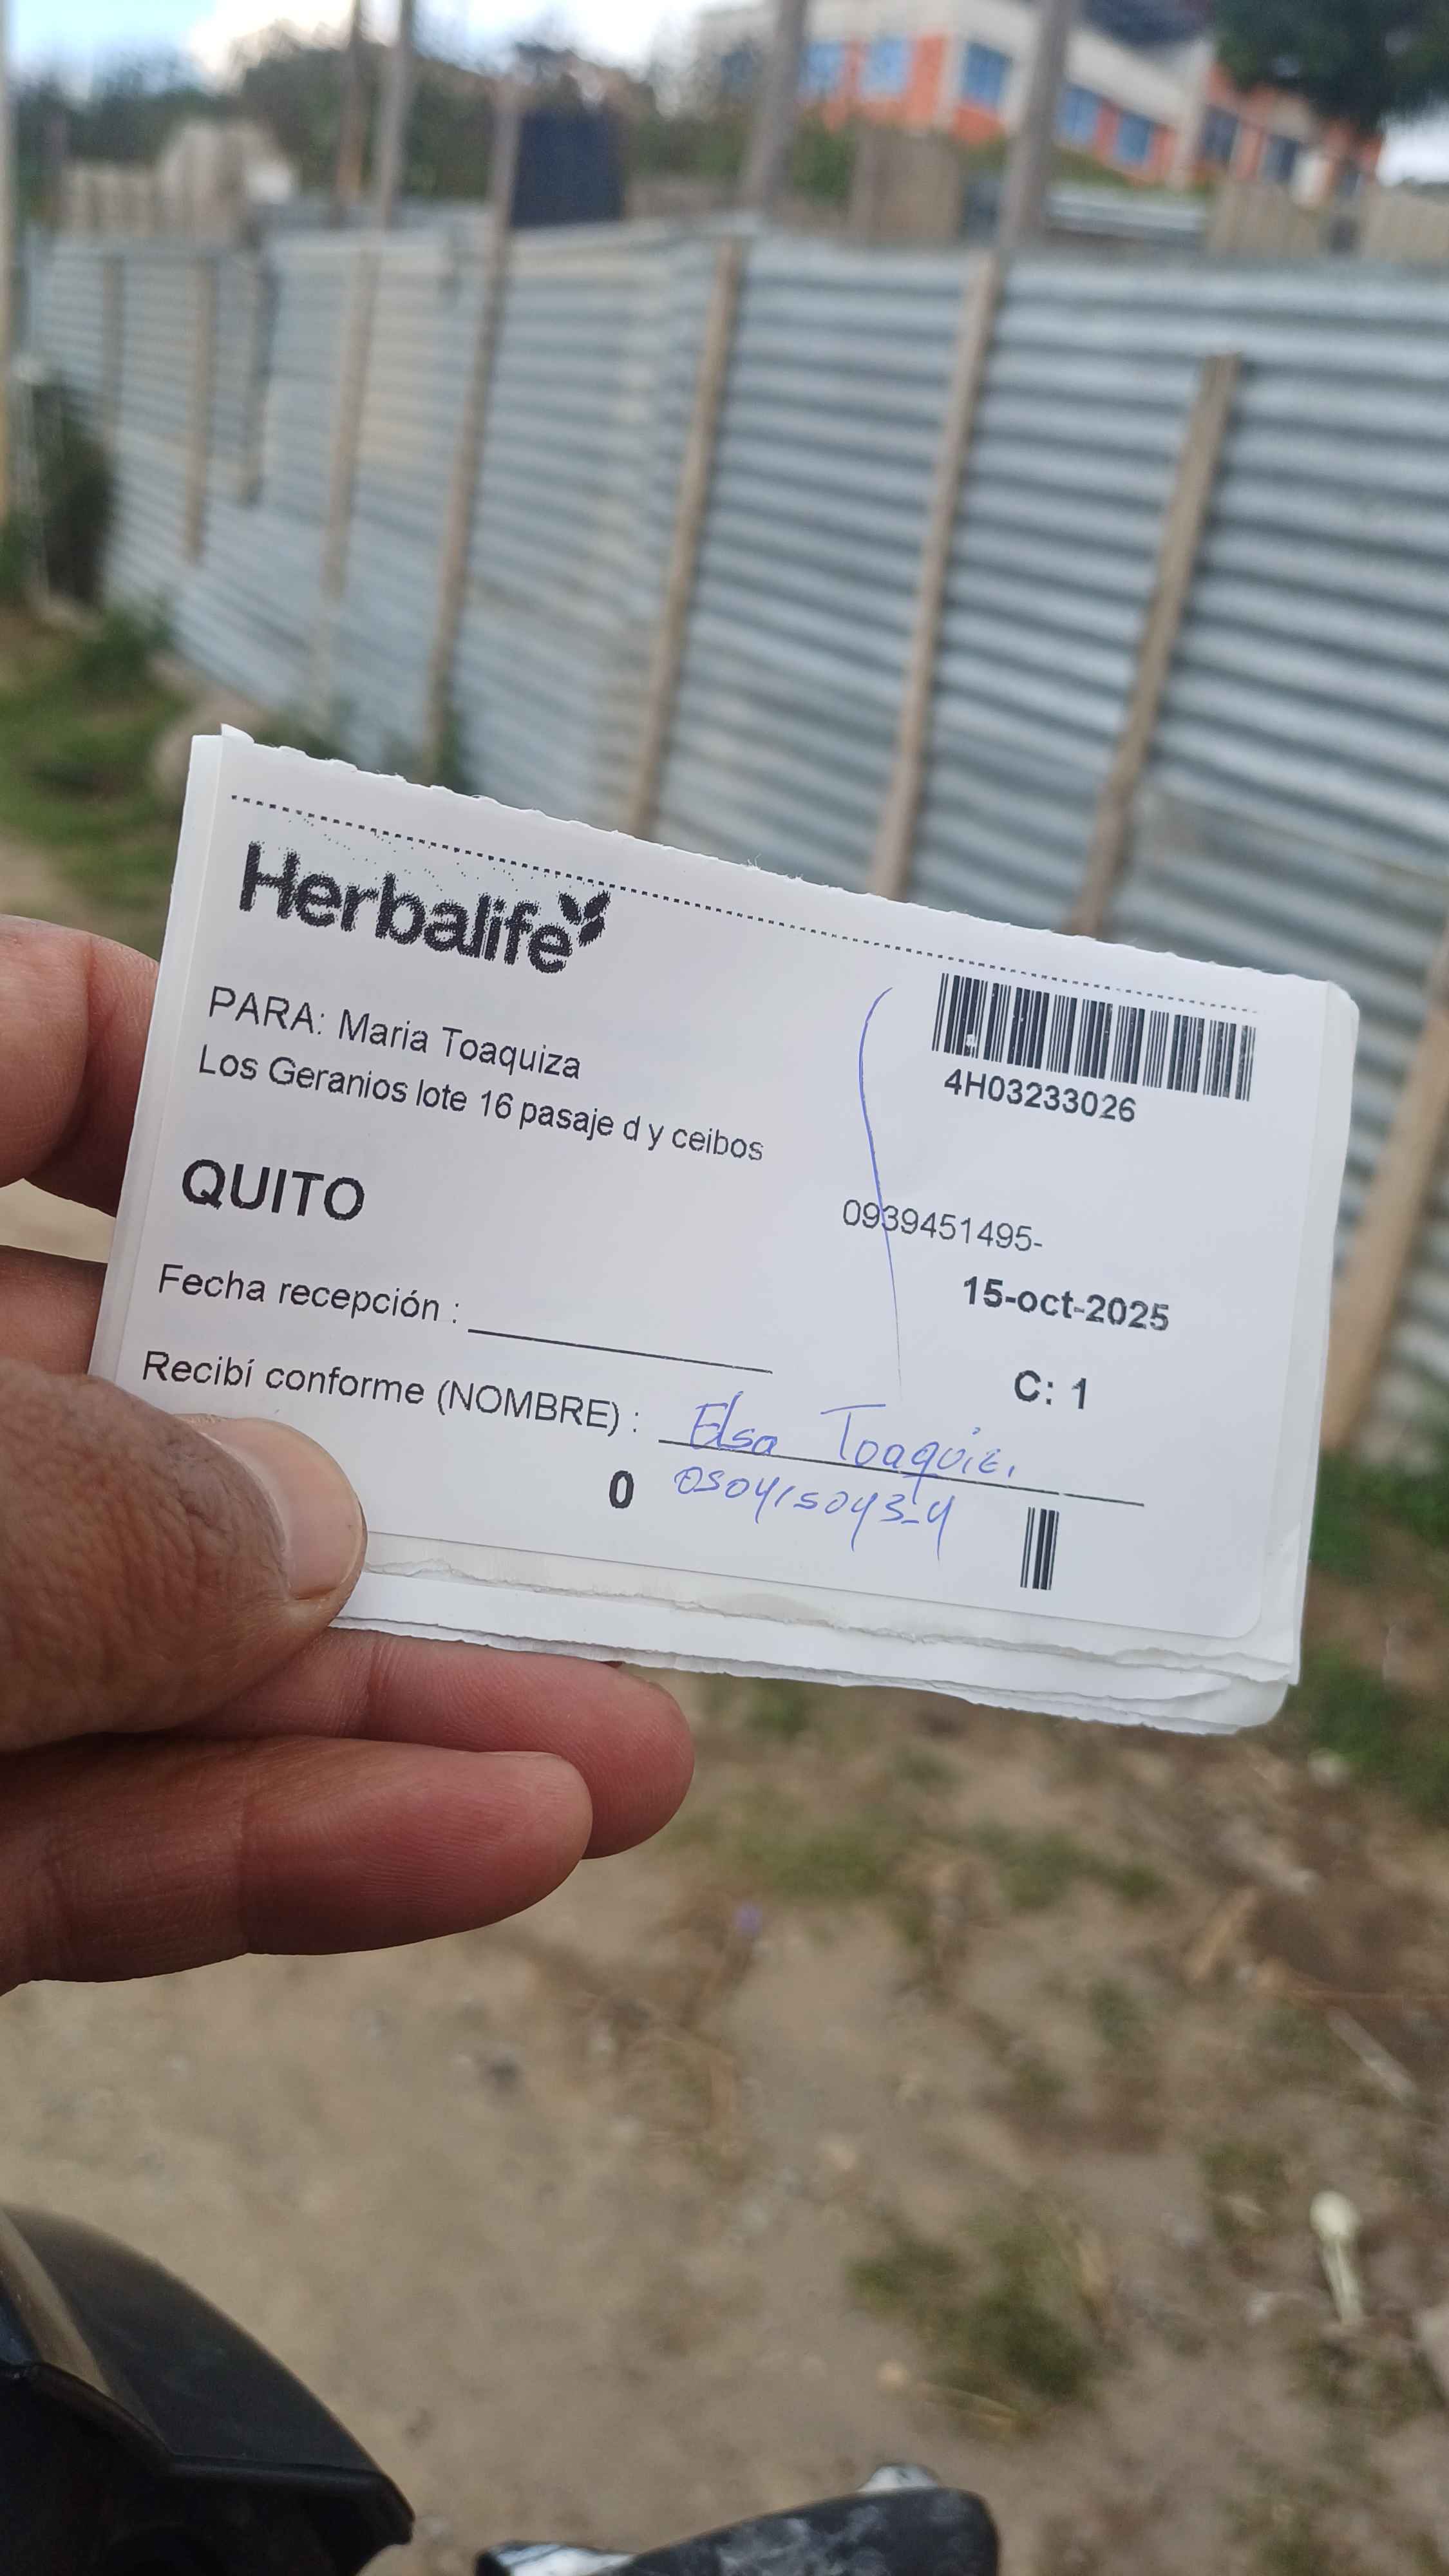 Herbalife
PARA: Maria Toaquiza
Los Geranios lote 16 pasaje d y ceibos
QUITO
4H03233026
0939451495-
15-oct-2025
C: 1
Fecha recepción :
Recibí conforme (NOMBRE) : Elsa
0